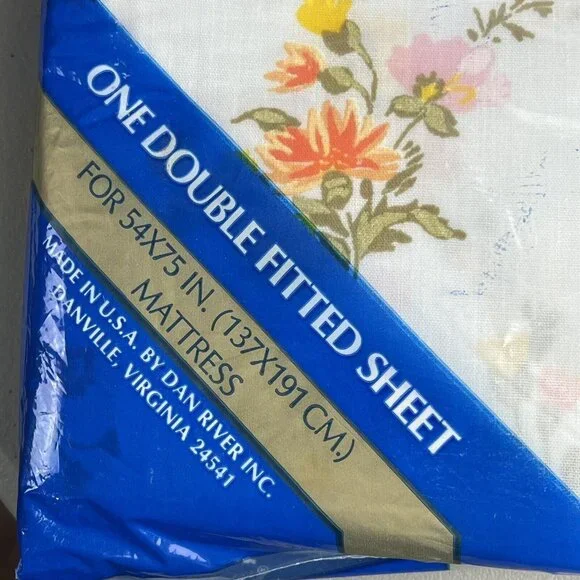 ONE DOUBLE FITTED SHEET
FOR 54X75 IN. (137X191 CM.)
MATTRESS
MADE IN U.S.A. BY DAN RIVER INC.
DANVILLE, VIRGINIA 24541